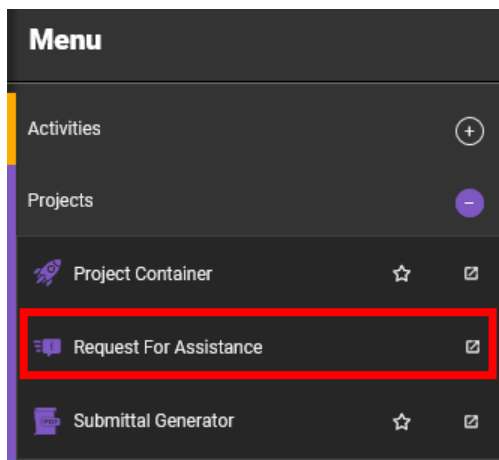 Menu
Activities
Projects
Project Container
Request For Assistance
Submittal Generator